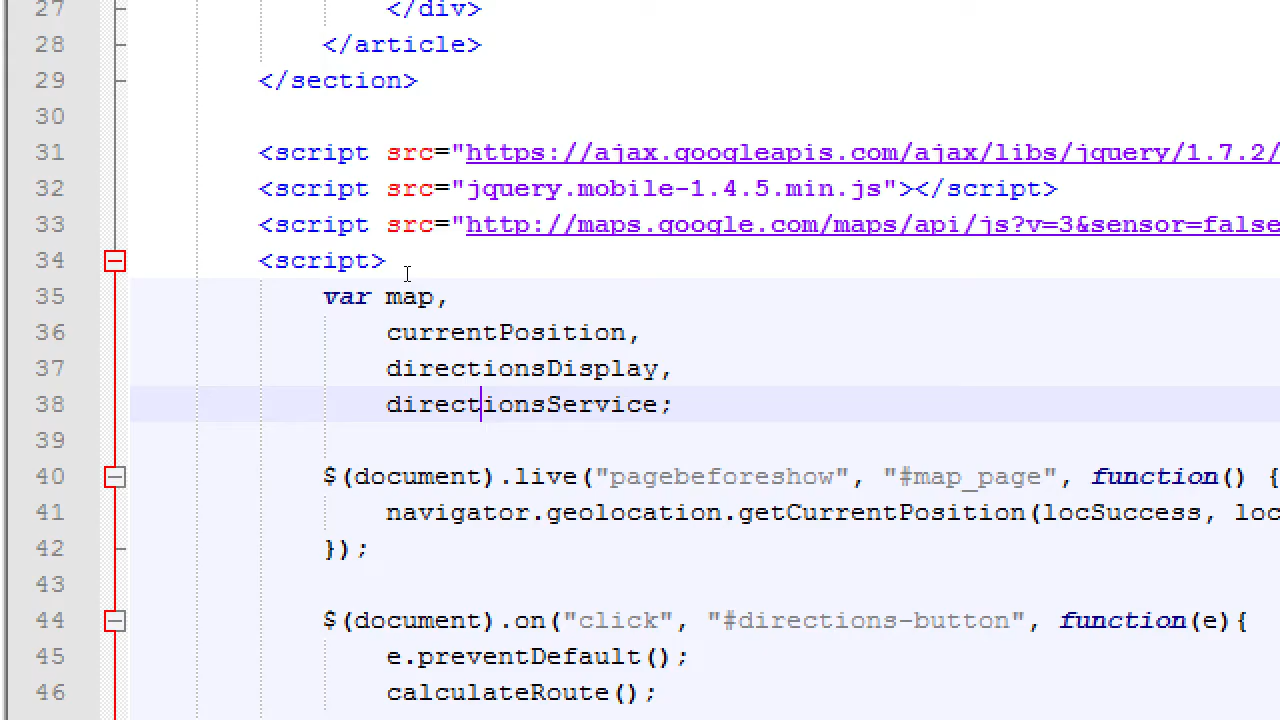 27 </div>
28 </article>
29 </section>
30
31 <script src="https://ajax.googleapis.com/ajax/libs/jquery/1.7.2/
32 <script src="jquery.mobile-1.4.5.min.js"></script>
33 <script src="http://maps.google.com/maps/api/js?v=3&sensor=false
34 <script>
35 var map,
36 currentPosition,
37 directionsDisplay,
38 directionsService;
39
40 $(document).live("pagebeforeshow", "#map_page", function() {
41 navigator.geolocation.getCurrentPosition(locSuccess, loc
42 });
43
44 $(document).on("click", "#directions-button", function(e){
45 e.preventDefault();
46 calculateRoute();